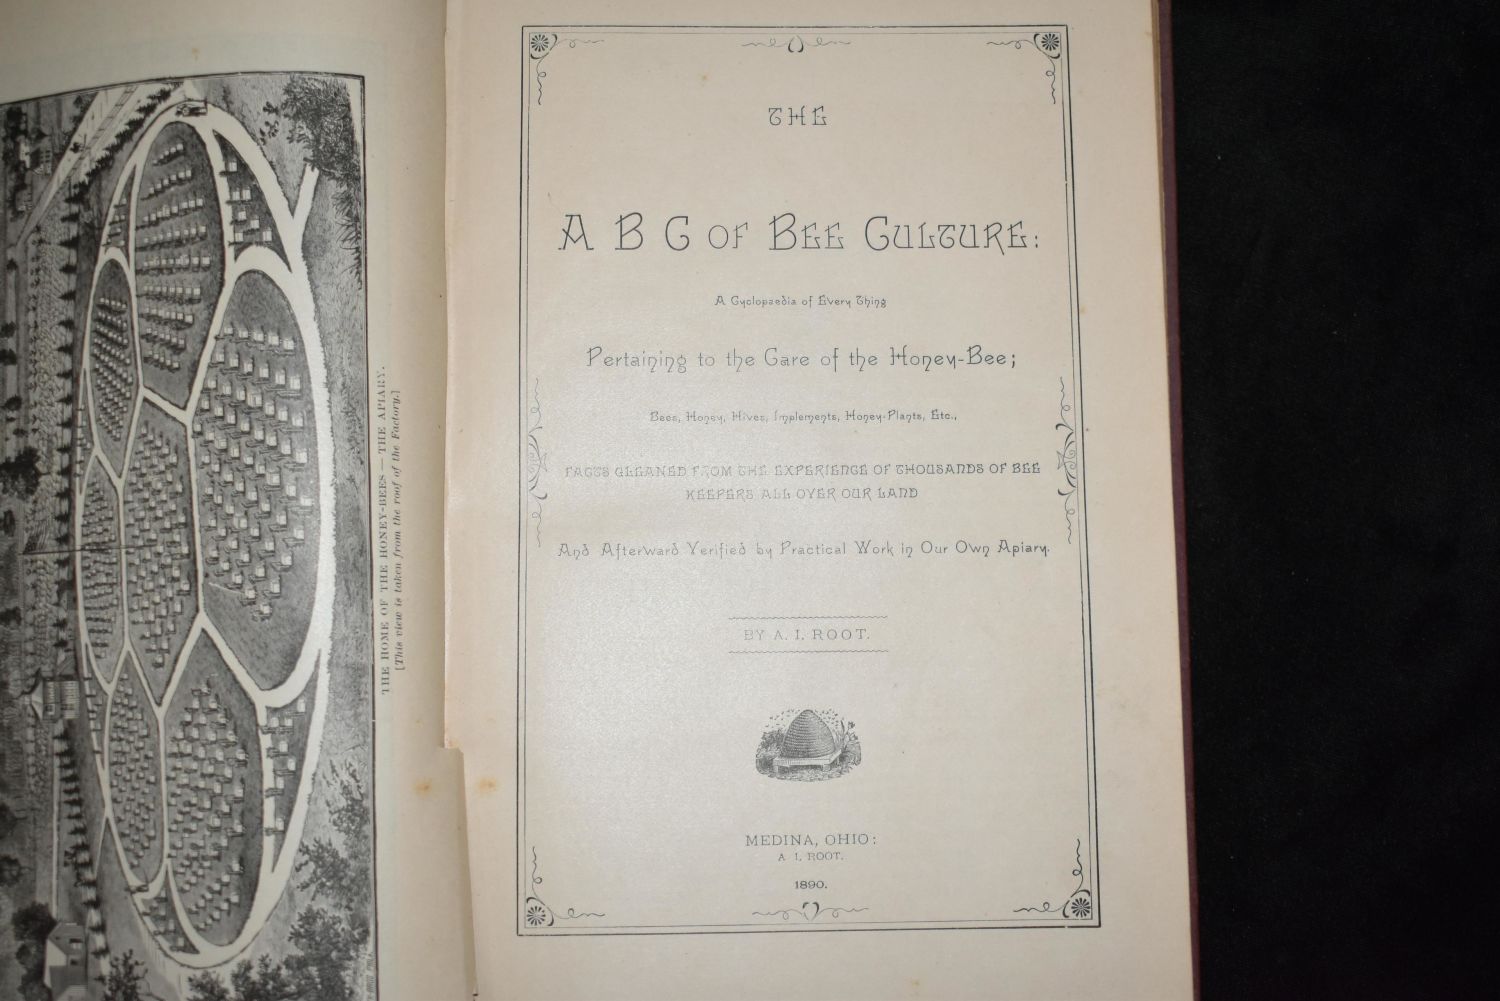 THE HOME OF THE HONEY-BEES — THE APIARY.
[This view is taken from the roof of the Factory.]
THE
A B C OF BEE CULTURE:
A Cyclopaedia of Every Thing
Pertaining to the Care of the Honey-Bee;
Bees, Honey, Hives, Implements, Honey-Plants, Etc.,
FACTS GLEANED FROM THE EXPERIENCE OF THOUSANDS OF BEE
KEEPERS ALL OVER OUR LAND
And Afterward Verified by Practical Work in Our Own Apiary.
BY A. I. ROOT.
MEDINA, OHIO:
A. I. ROOT.
1890.